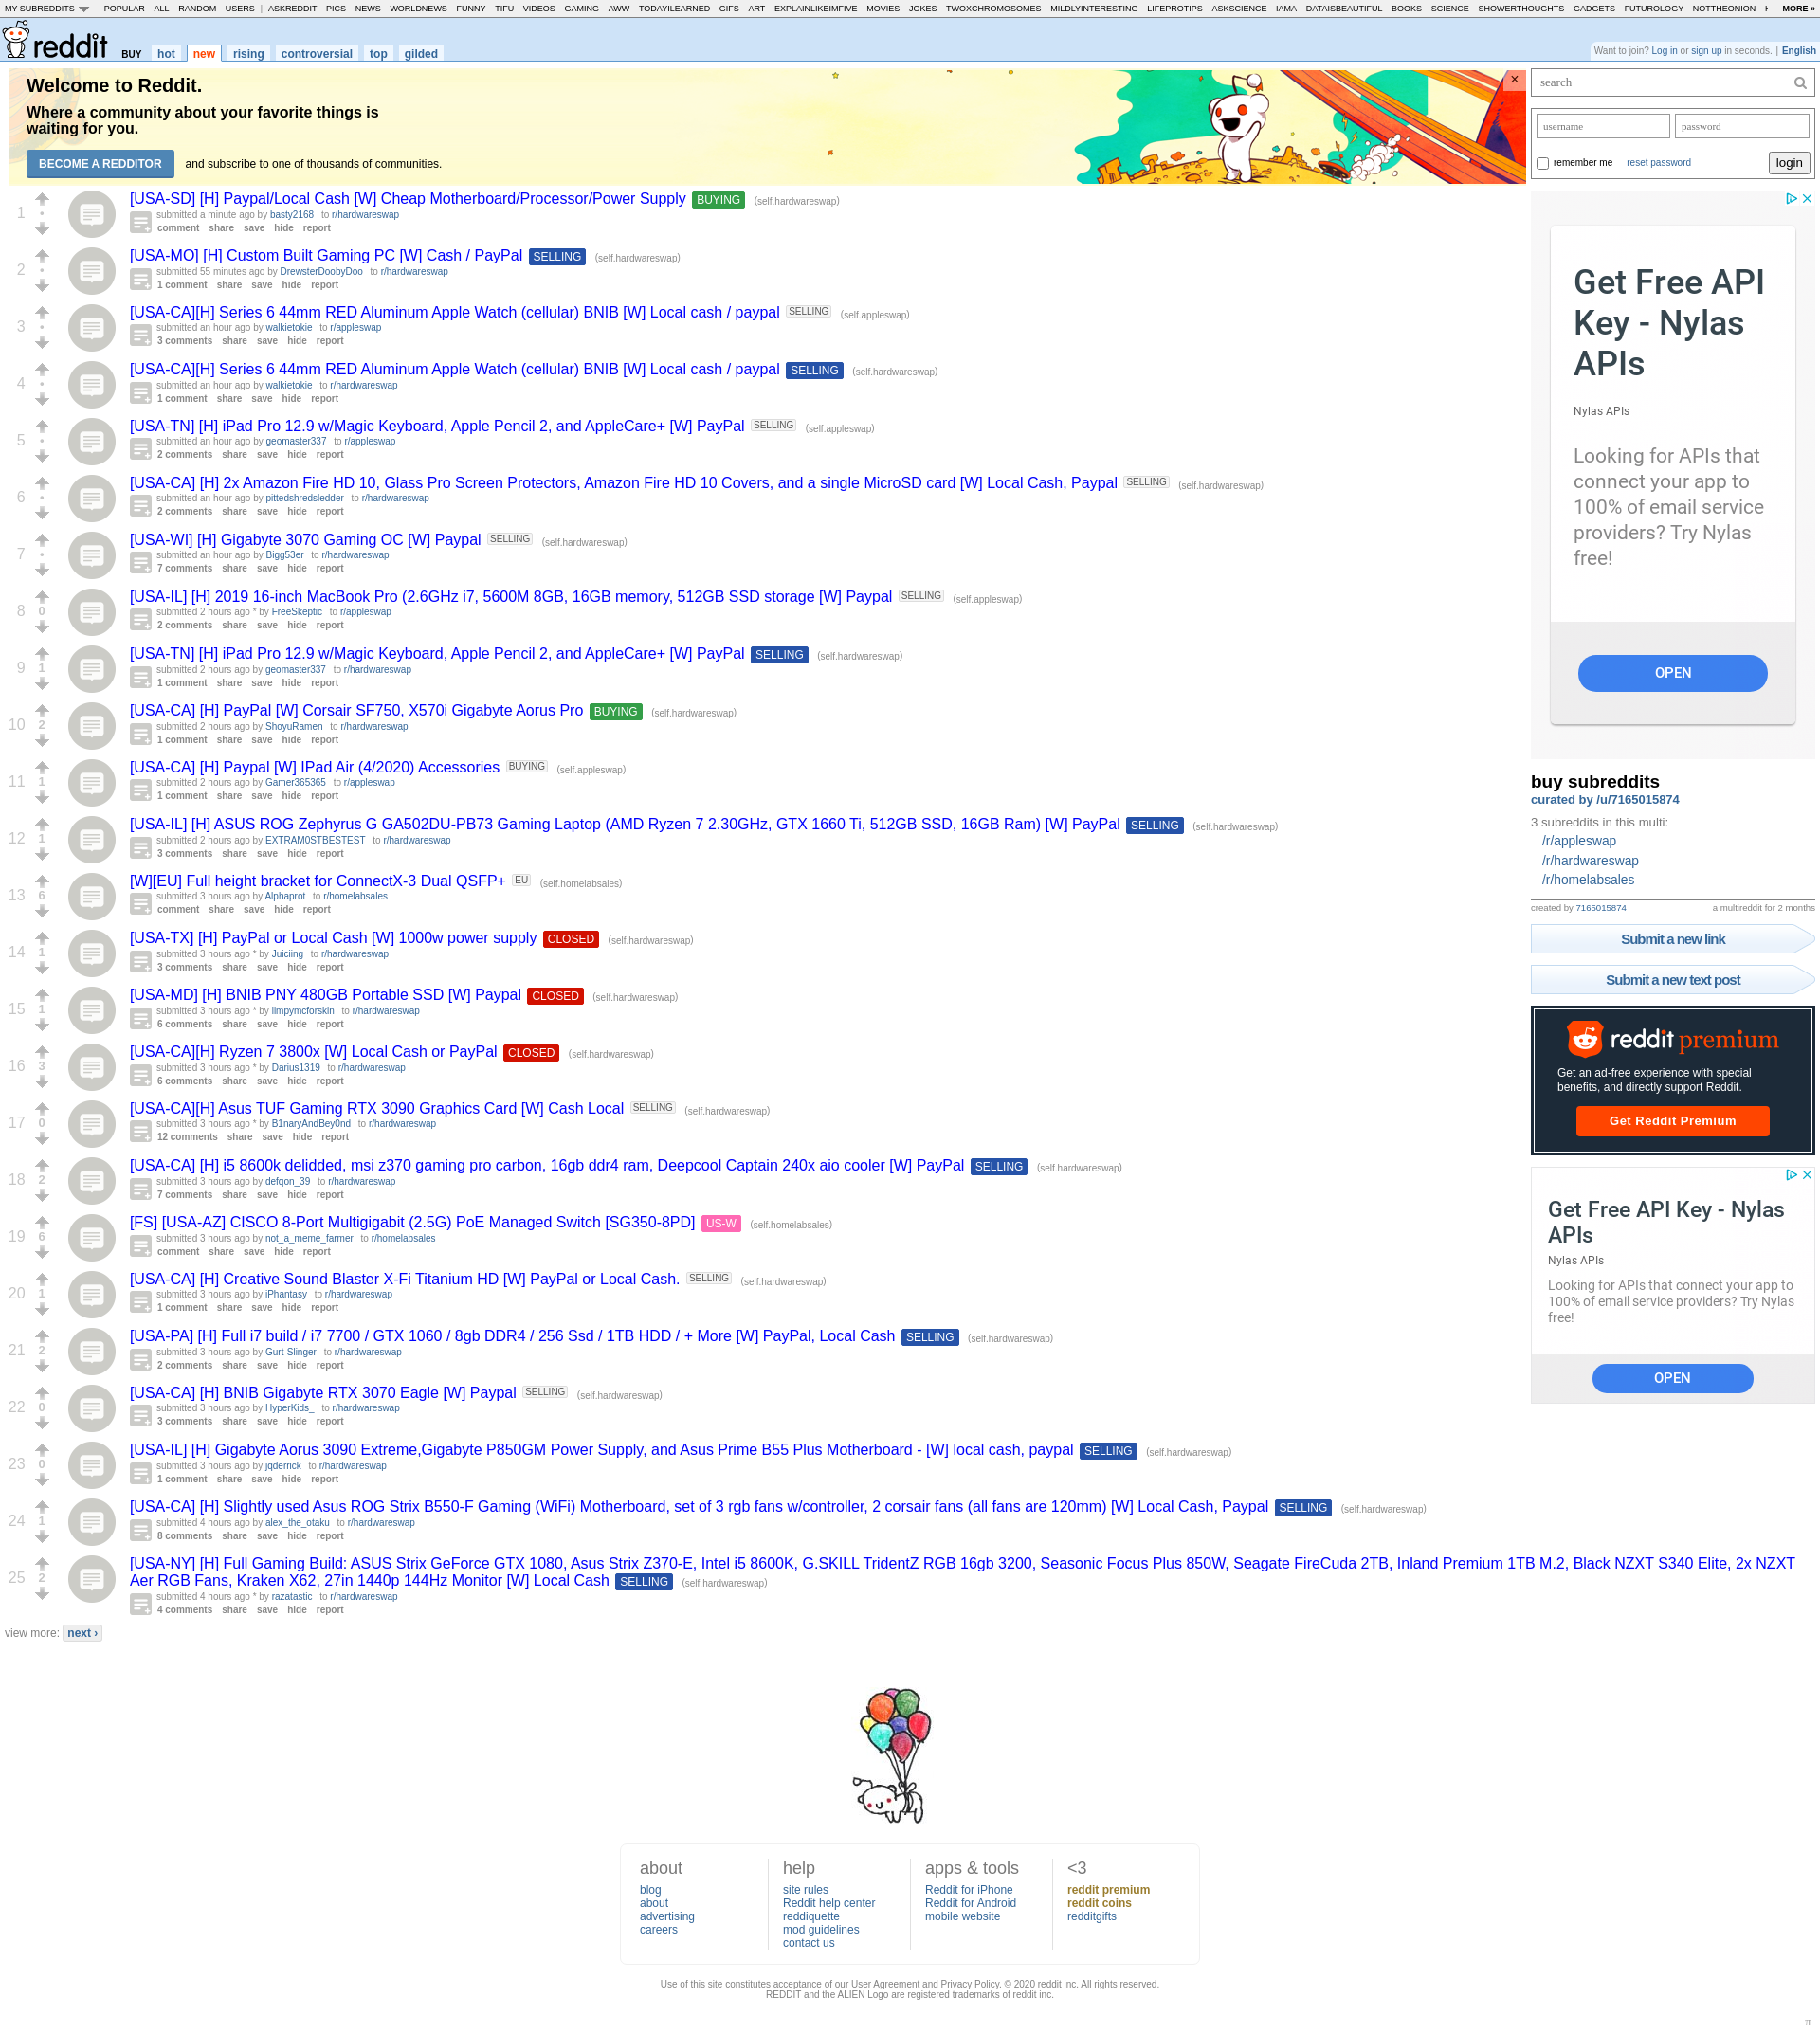 MY SUBREDDITS POPULAR - ALL - RANDOM - USERS | ASKREDDIT - PICS - NEWS - WORLDNEWS - FUNNY - TIFU - VIDEOS - GAMING - AWW - TODAYILEARNED - GIFS - ART - EXPLAINLIKEIMFIVE - MOVIES - JOKES - TWOXCHROMOSOMES - MILDLYINTERESTING - LIFEPROTIPS - ASKSCIENCE - IAMA - DATAISBEAUTIFUL - BOOKS - SCIENCE - SHOWERTHOUGHTS - GADGETS - FUTUROLOGY - NOTTHEONION - MORE »
reddit BUY hot new rising controversial top gilded
Want to join? Log in or sign up in seconds. | English
Welcome to Reddit.
Where a community about your favorite things is
waiting for you.
BECOME A REDDITOR and subscribe to one of thousands of communities.
1 [USA-SD] [H] Paypal/Local Cash [W] Cheap Motherboard/Processor/Power Supply BUYING (self.hardwareswap)
submitted a minute ago by basty2168 to r/hardwareswap
comment share save hide report
2 [USA-MO] [H] Custom Built Gaming PC [W] Cash / PayPal SELLING (self.hardwareswap)
submitted 55 minutes ago by DrewsterDoobyDoo to r/hardwareswap
1 comment share save hide report
3 [USA-CA][H] Series 6 44mm RED Aluminum Apple Watch (cellular) BNIB [W] Local cash / paypal SELLING (self.appleswap)
submitted an hour ago by walkietokie to r/appleswap
3 comments share save hide report
4 [USA-CA][H] Series 6 44mm RED Aluminum Apple Watch (cellular) BNIB [W] Local cash / paypal SELLING (self.hardwareswap)
submitted an hour ago by walkietokie to r/hardwareswap
1 comment share save hide report
5 [USA-TN] [H] iPad Pro 12.9 w/Magic Keyboard, Apple Pencil 2, and AppleCare+ [W] PayPal SELLING (self.appleswap)
submitted an hour ago by geomaster337 to r/appleswap
2 comments share save hide report
6 [USA-CA] [H] 2x Amazon Fire HD 10, Glass Pro Screen Protectors, Amazon Fire HD 10 Covers, and a single MicroSD card [W] Local Cash, Paypal SELLING (self.hardwareswap)
submitted an hour ago by pittedshredsledder to r/hardwareswap
2 comments share save hide report
7 [USA-WI] [H] Gigabyte 3070 Gaming OC [W] Paypal SELLING (self.hardwareswap)
submitted an hour ago by Bigg53er to r/hardwareswap
7 comments share save hide report
8 0 [USA-IL] [H] 2019 16-inch MacBook Pro (2.6GHz i7, 5600M 8GB, 16GB memory, 512GB SSD storage [W] Paypal SELLING (self.appleswap)
submitted 2 hours ago * by FreeSkeptic to r/appleswap
2 comments share save hide report
9 1 [USA-TN] [H] iPad Pro 12.9 w/Magic Keyboard, Apple Pencil 2, and AppleCare+ [W] PayPal SELLING (self.hardwareswap)
submitted 2 hours ago by geomaster337 to r/hardwareswap
1 comment share save hide report
10 2 [USA-CA] [H] PayPal [W] Corsair SF750, X570i Gigabyte Aorus Pro BUYING (self.hardwareswap)
submitted 2 hours ago by ShoyuRamen to r/hardwareswap
1 comment share save hide report
11 1 [USA-CA] [H] Paypal [W] IPad Air (4/2020) Accessories BUYING (self.appleswap)
submitted 2 hours ago by Gamer365365 to r/appleswap
1 comment share save hide report
12 1 [USA-IL] [H] ASUS ROG Zephyrus G GA502DU-PB73 Gaming Laptop (AMD Ryzen 7 2.30GHz, GTX 1660 Ti, 512GB SSD, 16GB Ram) [W] PayPal SELLING (self.hardwareswap)
submitted 2 hours ago by EXTRAM0STBESTEST to r/hardwareswap
3 comments share save hide report
13 6 [W][EU] Full height bracket for ConnectX-3 Dual QSFP+ EU (self.homelabsales)
submitted 3 hours ago by Alphaprot to r/homelabsales
comment share save hide report
14 1 [USA-TX] [H] PayPal or Local Cash [W] 1000w power supply CLOSED (self.hardwareswap)
submitted 3 hours ago * by Juiciing to r/hardwareswap
3 comments share save hide report
15 1 [USA-MD] [H] BNIB PNY 480GB Portable SSD [W] Paypal CLOSED (self.hardwareswap)
submitted 3 hours ago * by limpymcforskin to r/hardwareswap
6 comments share save hide report
16 3 [USA-CA][H] Ryzen 7 3800x [W] Local Cash or PayPal CLOSED (self.hardwareswap)
submitted 3 hours ago * by Darius1319 to r/hardwareswap
6 comments share save hide report
17 0 [USA-CA][H] Asus TUF Gaming RTX 3090 Graphics Card [W] Cash Local SELLING (self.hardwareswap)
submitted 3 hours ago * by B1naryAndBey0nd to r/hardwareswap
12 comments share save hide report
18 2 [USA-CA] [H] i5 8600k delidded, msi z370 gaming pro carbon, 16gb ddr4 ram, Deepcool Captain 240x aio cooler [W] PayPal SELLING (self.hardwareswap)
submitted 3 hours ago by defqon_39 to r/hardwareswap
7 comments share save hide report
19 6 [FS] [USA-AZ] CISCO 8-Port Multigigabit (2.5G) PoE Managed Switch [SG350-8PD] US-W (self.homelabsales)
submitted 3 hours ago by not_a_meme_farmer to r/homelabsales
comment share save hide report
20 1 [USA-CA] [H] Creative Sound Blaster X-Fi Titanium HD [W] PayPal or Local Cash. SELLING (self.hardwareswap)
submitted 3 hours ago by iPhantasy to r/hardwareswap
1 comment share save hide report
21 2 [USA-PA] [H] Full i7 build / i7 7700 / GTX 1060 / 8gb DDR4 / 256 Ssd / 1TB HDD / + More [W] PayPal, Local Cash SELLING (self.hardwareswap)
submitted 3 hours ago by Gurt-Slinger to r/hardwareswap
2 comments share save hide report
22 0 [USA-CA] [H] BNIB Gigabyte RTX 3070 Eagle [W] Paypal SELLING (self.hardwareswap)
submitted 3 hours ago by HyperKids_ to r/hardwareswap
3 comments share save hide report
23 0 [USA-IL] [H] Gigabyte Aorus 3090 Extreme,Gigabyte P850GM Power Supply, and Asus Prime B55 Plus Motherboard - [W] local cash, paypal SELLING (self.hardwareswap)
submitted 3 hours ago by jqderrick to r/hardwareswap
1 comment share save hide report
24 1 [USA-CA] [H] Slightly used Asus ROG Strix B550-F Gaming (WiFi) Motherboard, set of 3 rgb fans w/controller, 2 corsair fans (all fans are 120mm) [W] Local Cash, Paypal SELLING (self.hardwareswap)
submitted 4 hours ago by alex_the_otaku to r/hardwareswap
8 comments share save hide report
25 2 [USA-NY] [H] Full Gaming Build: ASUS Strix GeForce GTX 1080, Asus Strix Z370-E, Intel i5 8600K, G.SKILL TridentZ RGB 16gb 3200, Seasonic Focus Plus 850W, Seagate FireCuda 2TB, Inland Premium 1TB M.2, Black NZXT S340 Elite, 2x NZXT
Aer RGB Fans, Kraken X62, 27in 1440p 144Hz Monitor [W] Local Cash SELLING (self.hardwareswap)
submitted 4 hours ago * by razatastic to r/hardwareswap
4 comments share save hide report
view more: next ›
search
username password
remember me reset password login
Get Free API
Key - Nylas
APIs
Nylas APIs
Looking for APIs that
connect your app to
100% of email service
providers? Try Nylas
free!
OPEN
buy subreddits
curated by /u/7165015874
3 subreddits in this multi:
/r/appleswap
/r/hardwareswap
/r/homelabsales
created by 7165015874 a multireddit for 2 months
Submit a new link
Submit a new text post
reddit premium
Get an ad-free experience with special
benefits, and directly support Reddit.
Get Reddit Premium
Get Free API Key - Nylas
APIs
Nylas APIs
Looking for APIs that connect your app to
100% of email service providers? Try Nylas
free!
OPEN
about
blog
about
advertising
careers
help
site rules
Reddit help center
reddiquette
mod guidelines
contact us
apps & tools
Reddit for iPhone
Reddit for Android
mobile website
<3
reddit premium
reddit coins
redditgifts
Use of this site constitutes acceptance of our User Agreement and Privacy Policy. © 2020 reddit inc. All rights reserved.
REDDIT and the ALIEN Logo are registered trademarks of reddit inc.
π